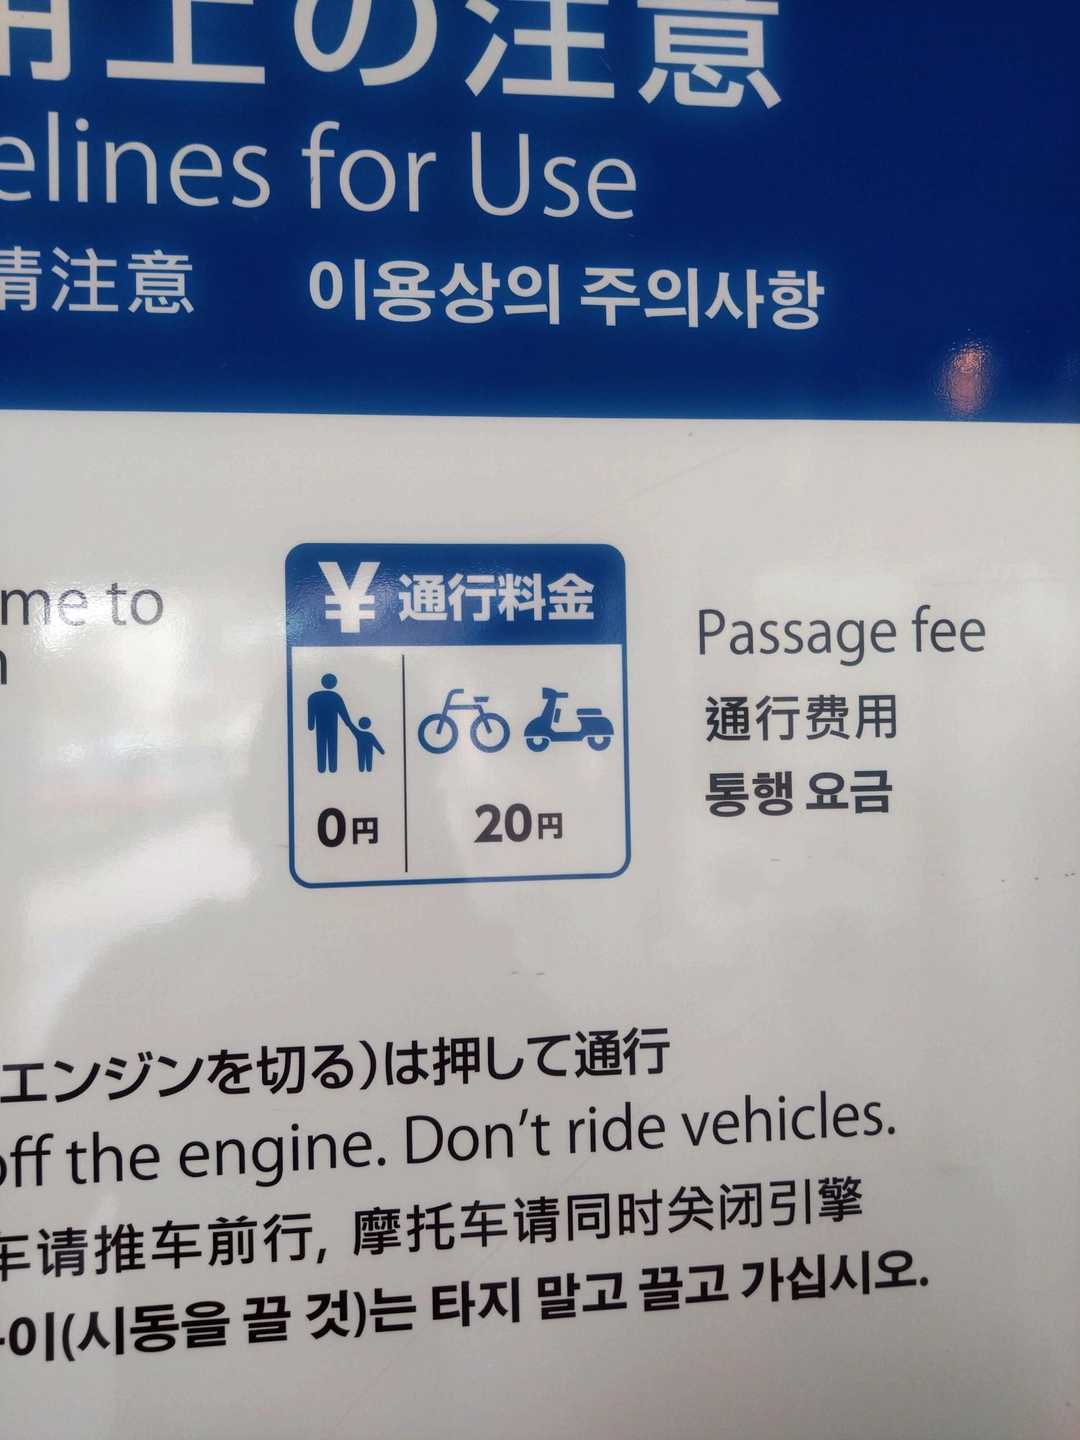 用上の注意
elines for Use
请注意 이용상의 주의사항
me to
¥ 通行料金
0円 20円
Passage fee
通行费用
통행 요금
エンジンを切る)は押して通行
off the engine. Don't ride vehicles.
车请推车前行, 摩托车请同时关闭引擎
이(시동을 끌 것)는 타지 말고 끌고 가십시오.